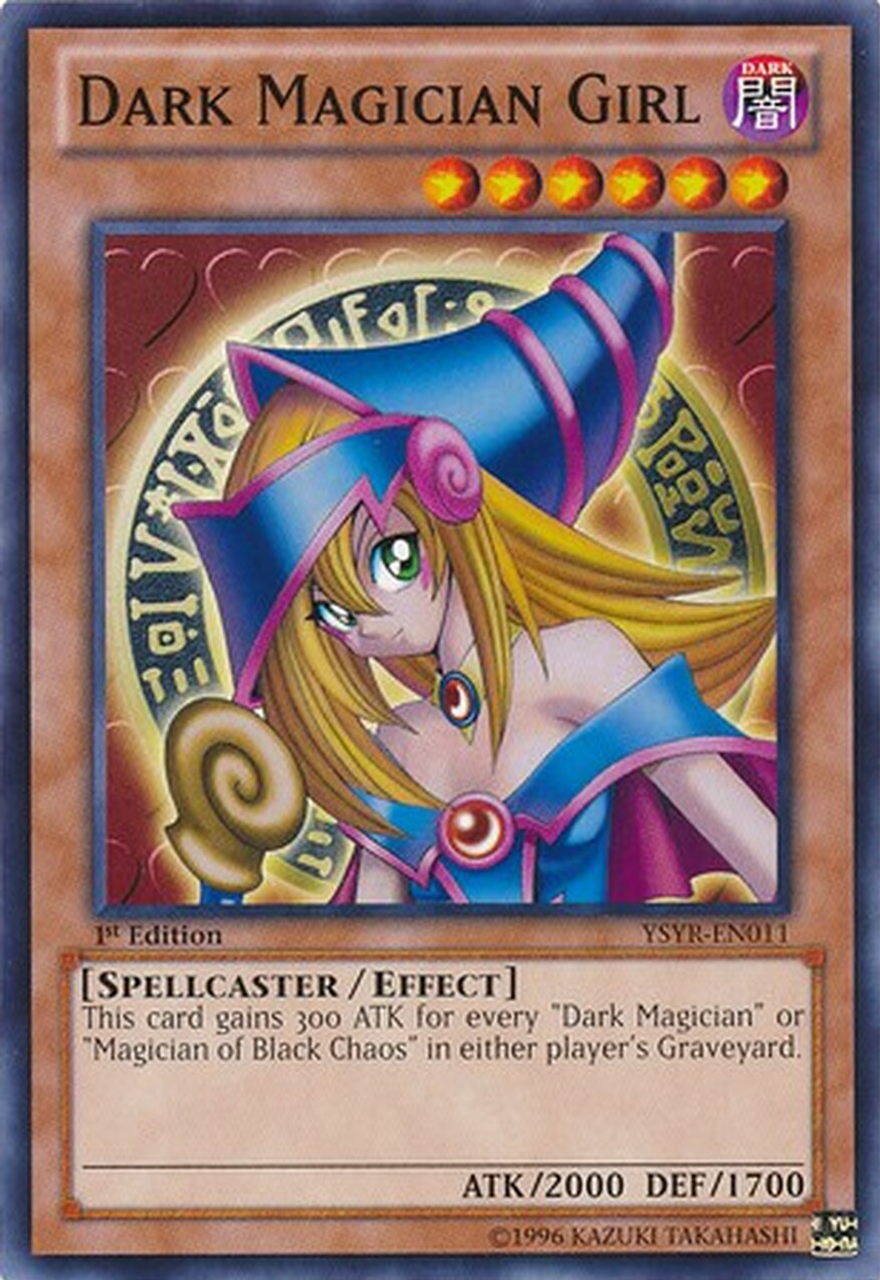 DARK MAGICIAN GIRL
DARK
闇
1st Edition
YSYR-EN011
[SPELLCASTER / EFFECT]
This card gains 300 ATK for every "Dark Magician" or
"Magician of Black Chaos" in either player's Graveyard.
ATK/2000 DEF/1700
©1996 KAZUKI TAKAHASHI